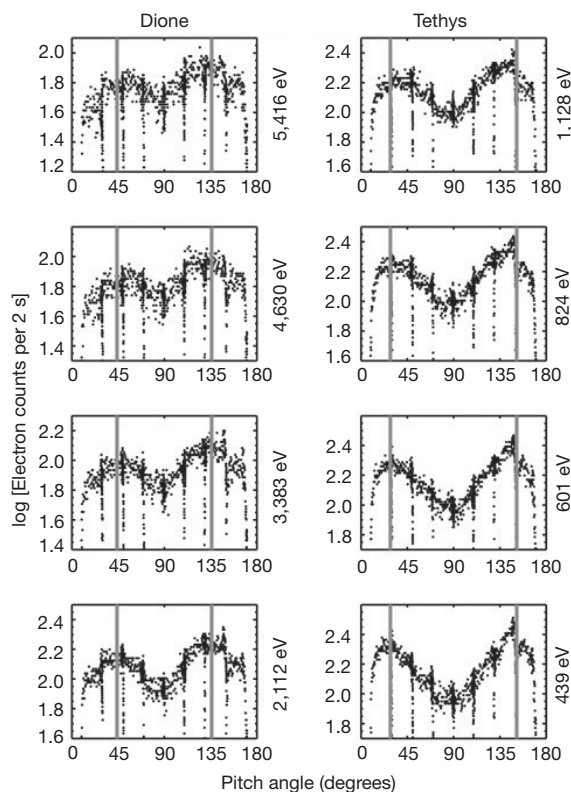 Dione Tethys
2.0 1.8 1.6 1.4 1.2
0 45 90 135 180
5,416 eV
2.4 2.2 2.0 1.8 1.6
0 45 90 135 180
1,128 eV
2.0 1.8 1.6 1.4
0 45 90 135 180
4,630 eV
2.4 2.2 2.0 1.8 1.6
0 45 90 135 180
824 eV
log [Electron counts per 2 s]
2.2 2.0 1.8 1.6 1.4
0 45 90 135 180
3,383 eV
2.4 2.2 2.0 1.8
0 45 90 135 180
601 eV
2.4 2.2 2.0 1.8 1.6
0 45 90 135 180
2,112 eV
2.4 2.2 2.0 1.8
0 45 90 135 180
439 eV
Pitch angle (degrees)